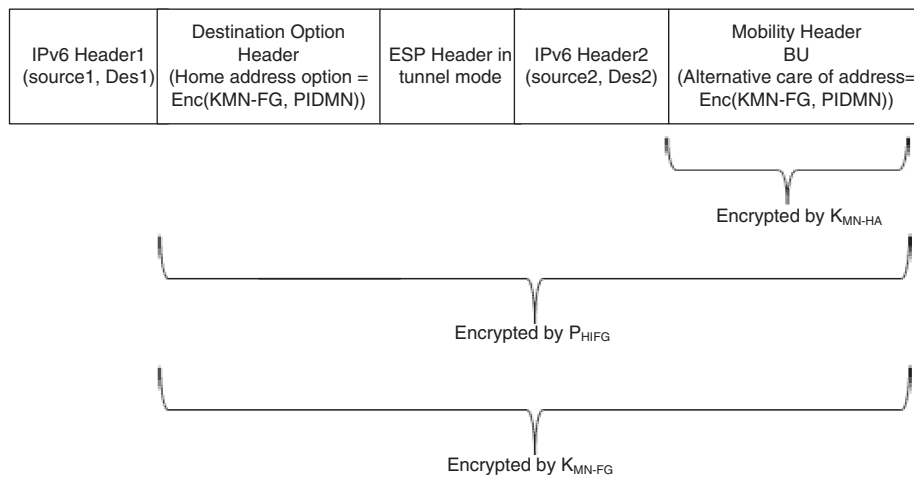 IPv6 Header1
(source1, Des1)
Destination Option
Header
(Home address option =
Enc(KMN-FG, PIDMN))
ESP Header in
tunnel mode
IPv6 Header2
(source2, Des2)
Mobility Header
BU
(Alternative care of address=
Enc(KMN-FG, PIDMN))
Encrypted by KMN-HA
Encrypted by PHIFG
Encrypted by KMN-FG